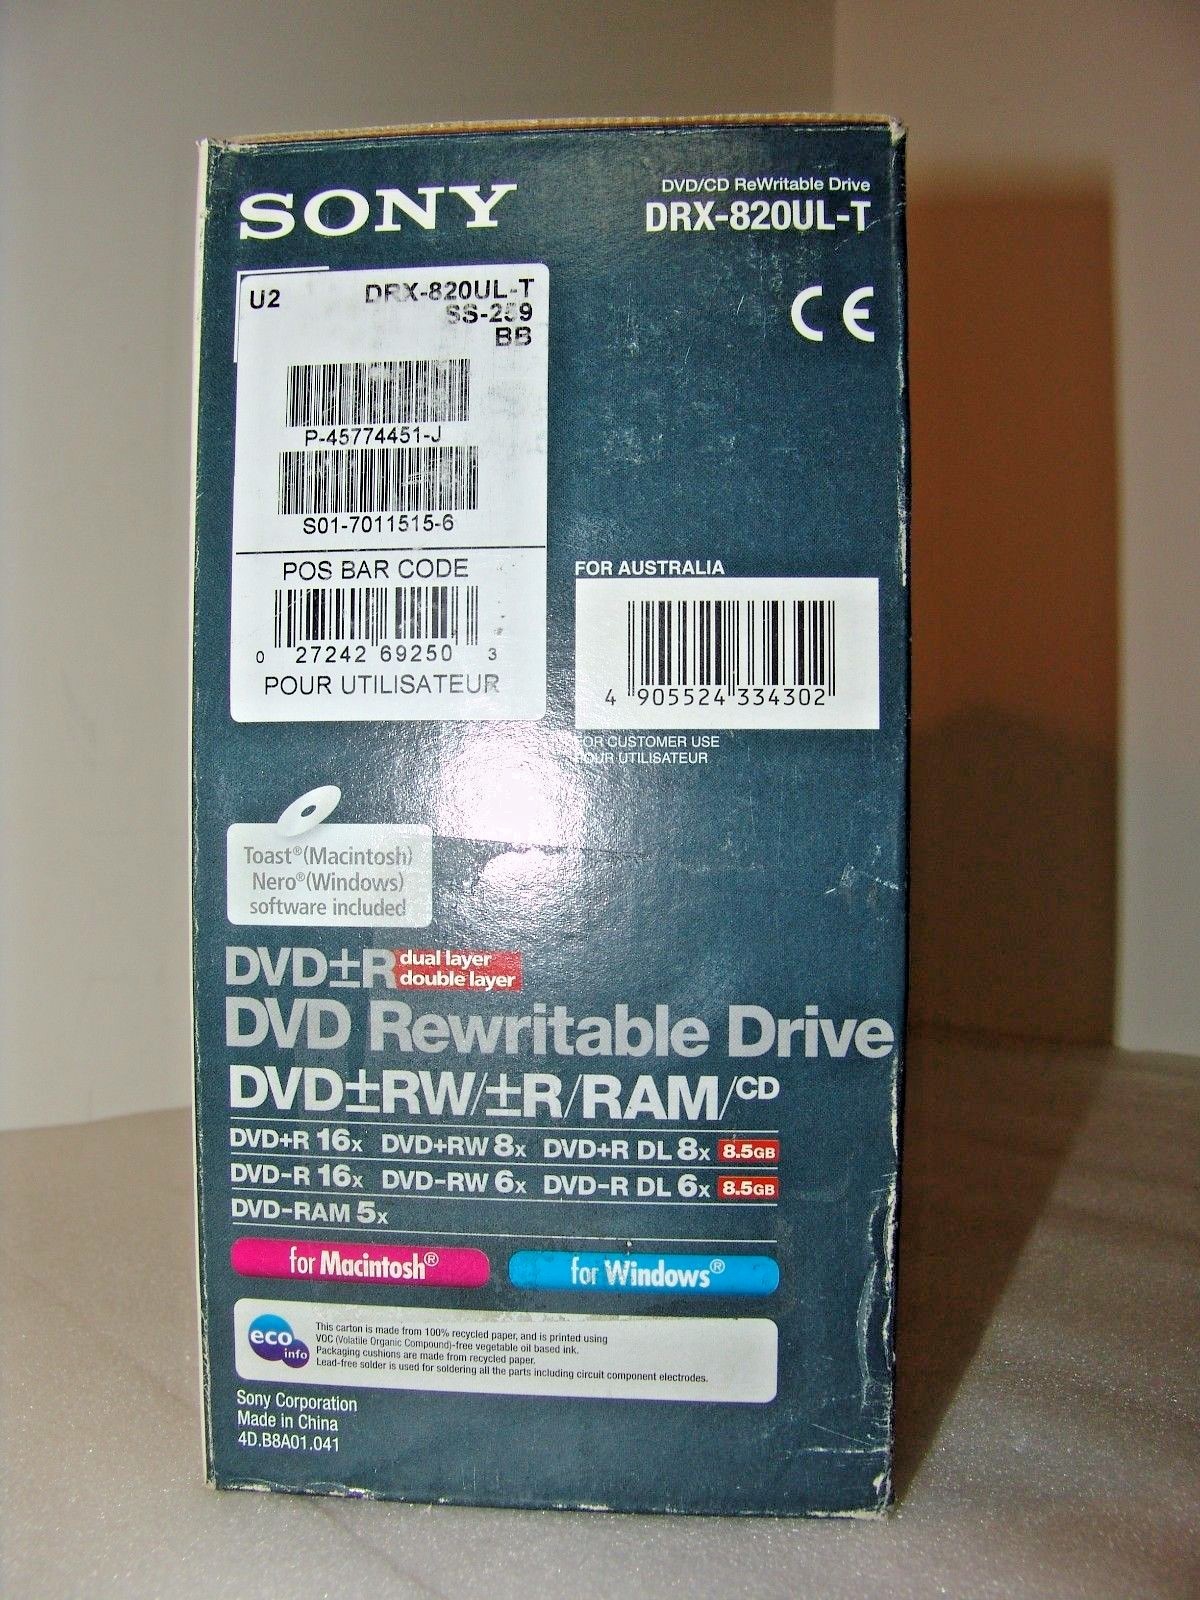 SONY
DVD/CD ReWritable Drive
DRX-820UL-T
U2 DRX-820UL-T
SS-259
BB
P-45774451-J
S01-7011515-6
POS BAR CODE
0 27242 69250 3
POUR UTILISATEUR
FOR AUSTRALIA
4 905524 334302
FOR CUSTOMER USE
POUR UTILISATEUR
Toast®(Macintosh)
Nero®(Windows)
software included
DVD±R dual layer
double layer
DVD Rewritable Drive
DVD±RW/±R/RAM/CD
DVD+R 16x DVD+RW 8x DVD+R DL 8x 8.5GB
DVD-R 16x DVD-RW 6x DVD-R DL 6x 8.5GB
DVD-RAM 5x
for Macintosh® for Windows®
eco info
This carton is made from 100% recycled paper, and is printed using
VOC (Volatile Organic Compound)-free vegetable oil based ink.
Packaging cushions are made from recycled paper.
Lead-free solder is used for soldering all the parts including circuit component electrodes.
Sony Corporation
Made in China
4D.B8A01.041